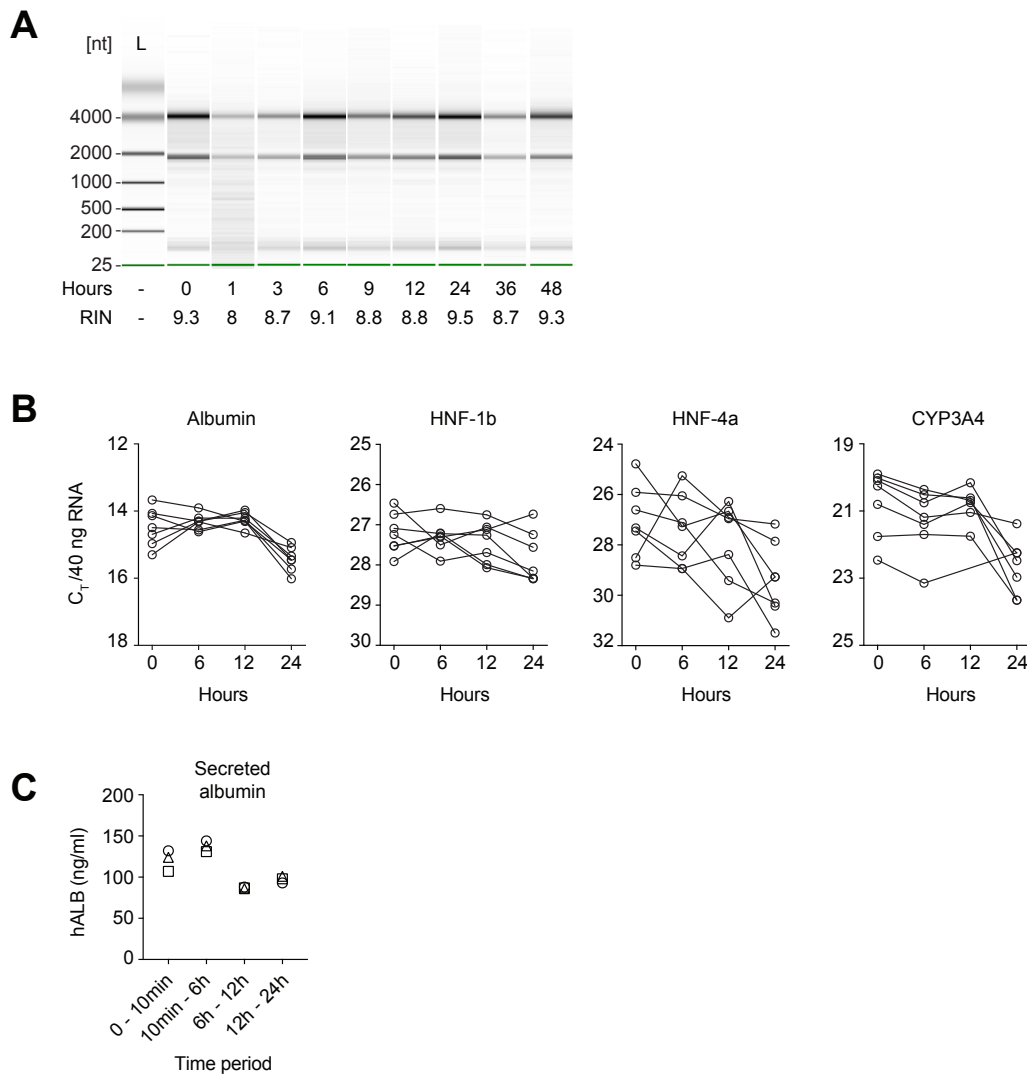 A
[nt] L
4000
2000
1000
500
200
25
Hours - 0 1 3 6 9 12 24 36 48
RIN - 9.3 8 8.7 9.1 8.8 8.8 9.5 8.7 9.3
B
Albumin HNF-1b HNF-4a CYP3A4
C_T/40 ng RNA
12
14
16
18
0 6 12 24
Hours
25
26
27
28
29
30
0 6 12 24
Hours
24
26
28
30
32
0 6 12 24
Hours
19
21
23
25
0 6 12 24
Hours
C
Secreted
albumin
hALB (ng/ml)
200
150
100
50
0
0 - 10min
10min - 6h
6h - 12h
12h - 24h
Time period